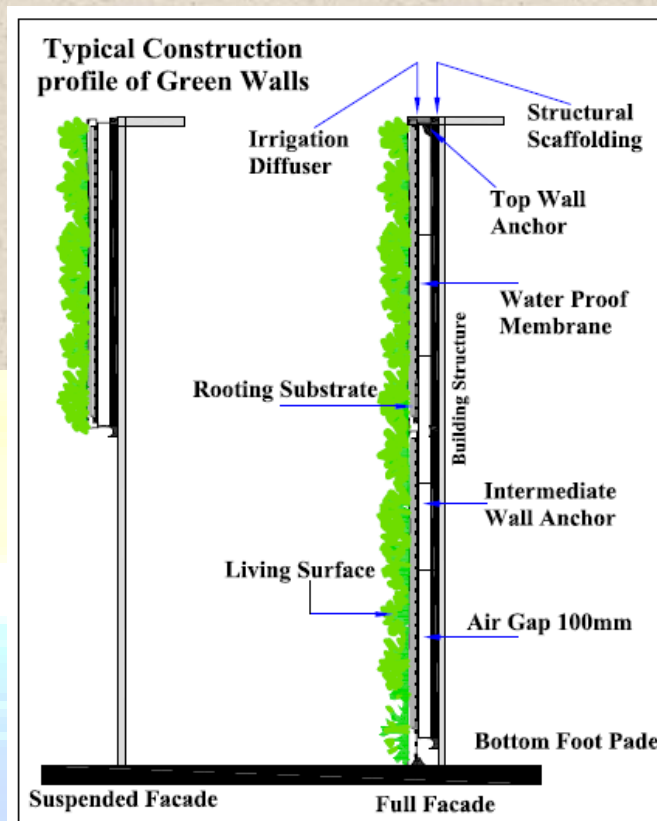 Typical Construction
profile of Green Walls
Irrigation
Diffuser
Structural
Scaffolding
Top Wall
Anchor
Water Proof
Membrane
Building Structure
Rooting Substrate
Intermediate
Wall Anchor
Living Surface
Air Gap 100mm
Bottom Foot Pade
Suspended Facade
Full Facade